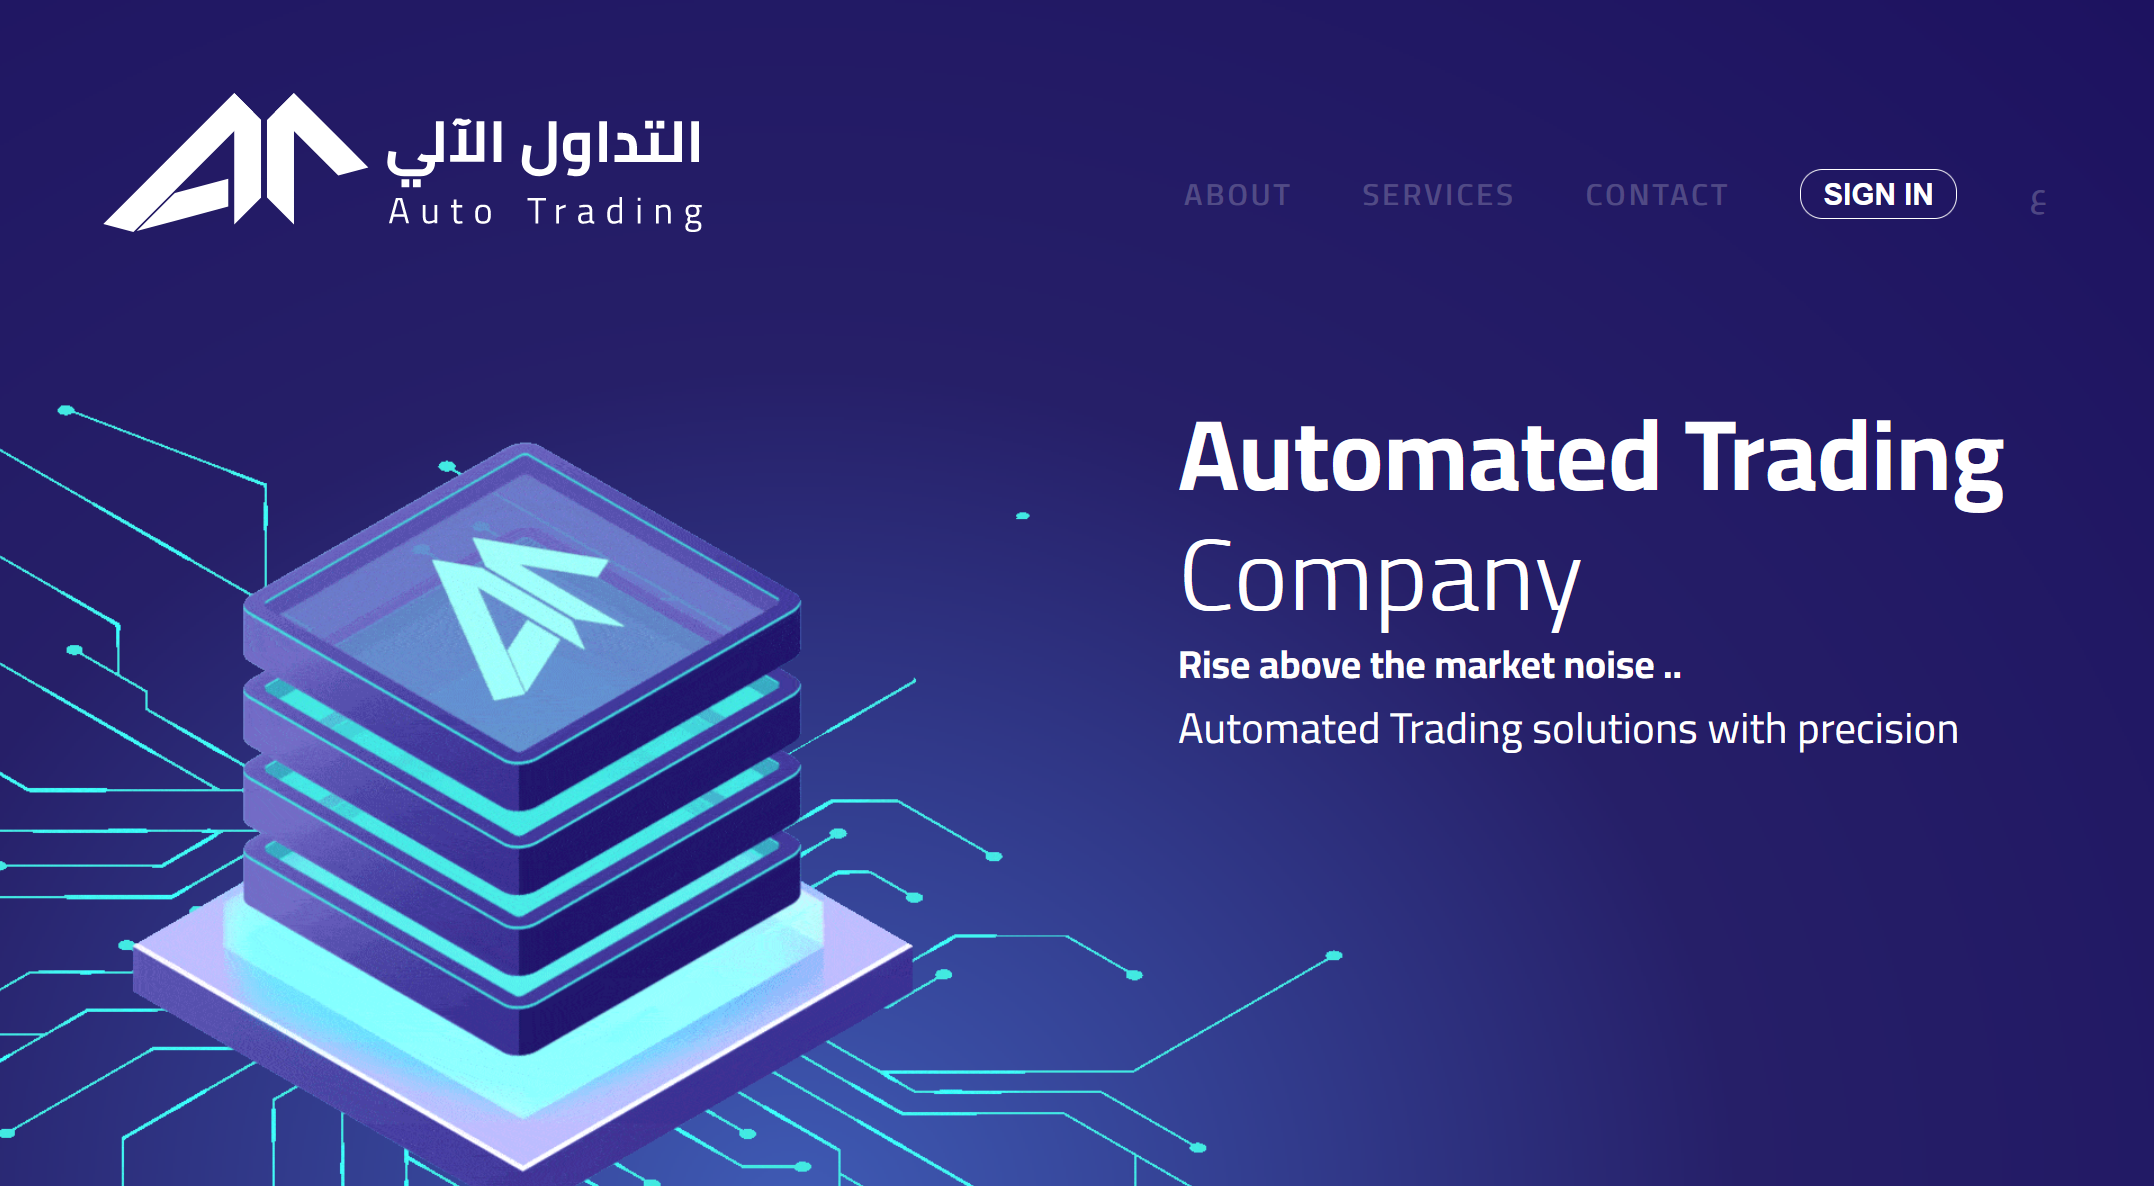 التداول الآلي
Auto Trading
ABOUT SERVICES CONTACT SIGN IN ع
Automated Trading
Company
Rise above the market noise ..
Automated Trading solutions with precision